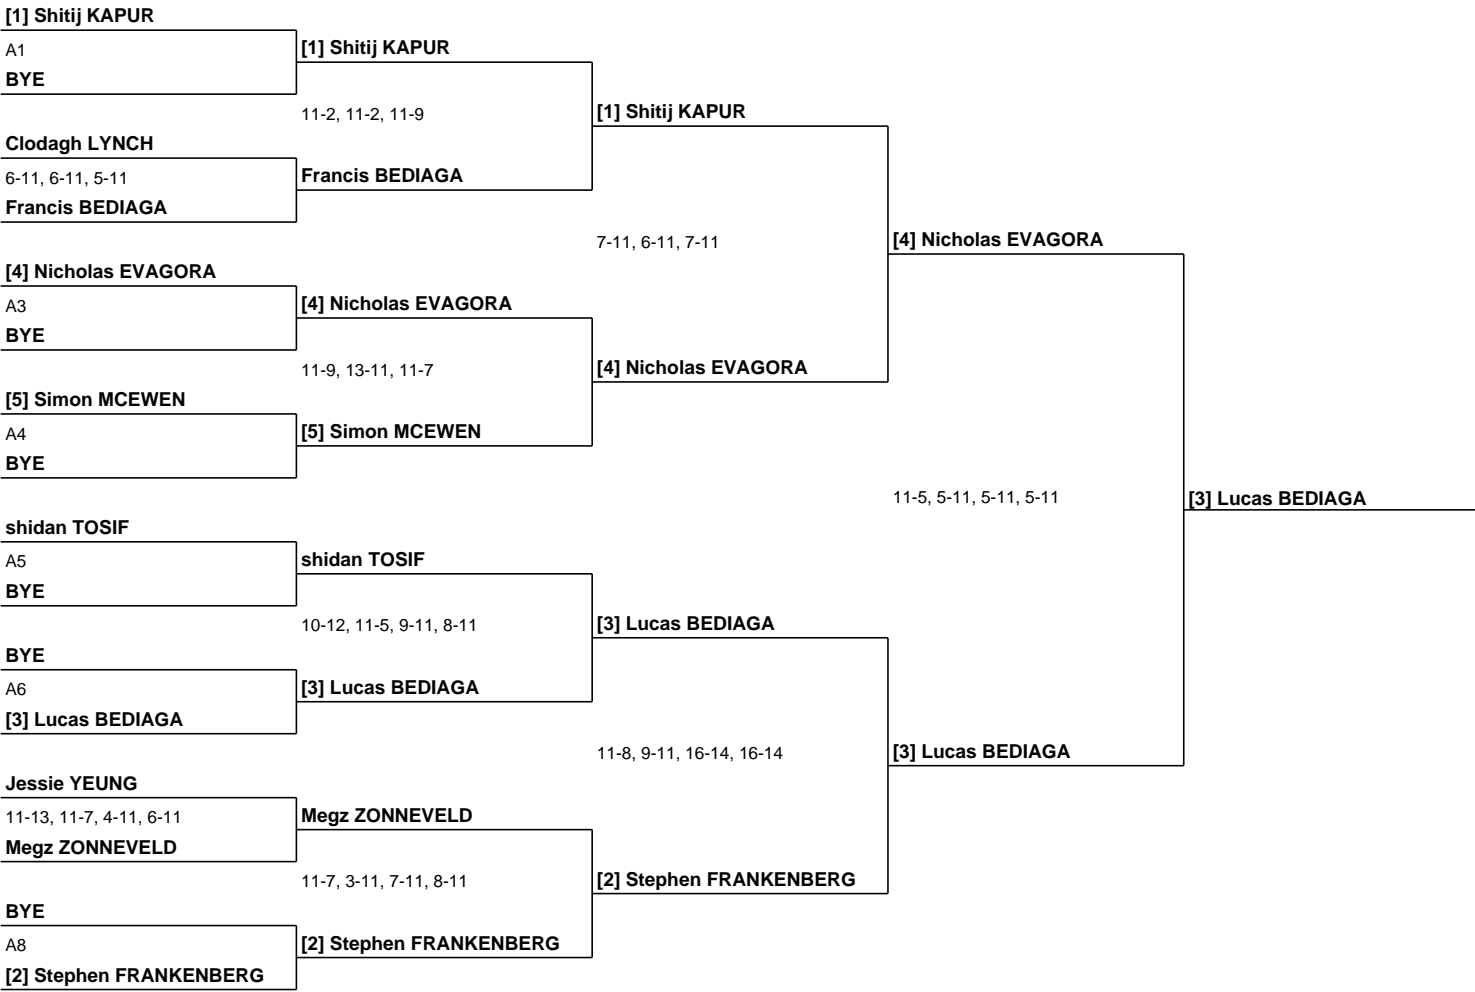 [1] Shitij KAPUR
A1
BYE
[1] Shitij KAPUR
11-2, 11-2, 11-9
[1] Shitij KAPUR
Clodagh LYNCH
6-11, 6-11, 5-11
Francis BEDIAGA
Francis BEDIAGA
7-11, 6-11, 7-11
[4] Nicholas EVAGORA
[4] Nicholas EVAGORA
A3
BYE
[4] Nicholas EVAGORA
11-9, 13-11, 11-7
[4] Nicholas EVAGORA
[5] Simon MCEWEN
A4
BYE
[5] Simon MCEWEN
11-5, 5-11, 5-11, 5-11
[3] Lucas BEDIAGA
shidan TOSIF
A5
BYE
shidan TOSIF
10-12, 11-5, 9-11, 8-11
[3] Lucas BEDIAGA
BYE
A6
[3] Lucas BEDIAGA
[3] Lucas BEDIAGA
11-8, 9-11, 16-14, 16-14
[3] Lucas BEDIAGA
Jessie YEUNG
11-13, 11-7, 4-11, 6-11
Megz ZONNEVELD
Megz ZONNEVELD
11-7, 3-11, 7-11, 8-11
[2] Stephen FRANKENBERG
BYE
A8
[2] Stephen FRANKENBERG
[2] Stephen FRANKENBERG